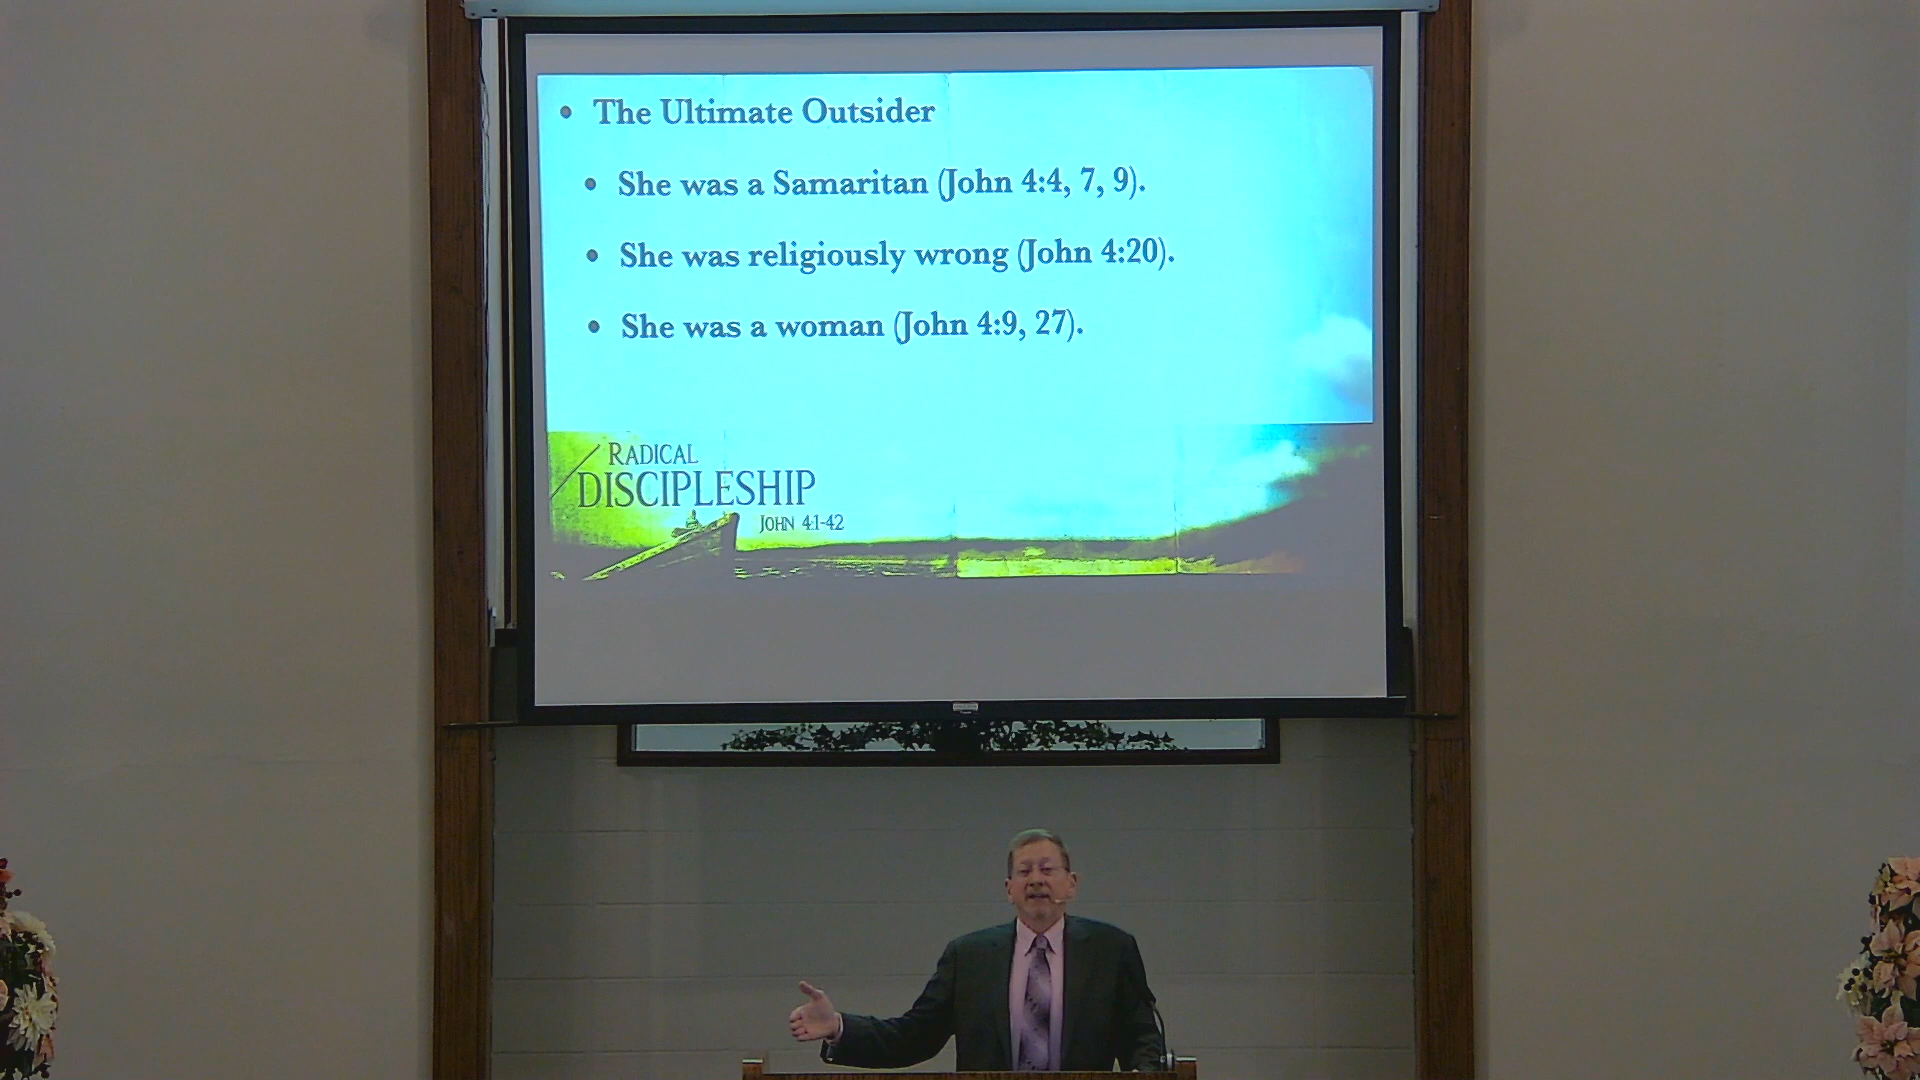 • The Ultimate Outsider
• She was a Samaritan (John 4:4, 7, 9).
• She was religiously wrong (John 4:20).
• She was a woman (John 4:9, 27).
RADICAL
DISCIPLESHIP
JOHN 4:1-42